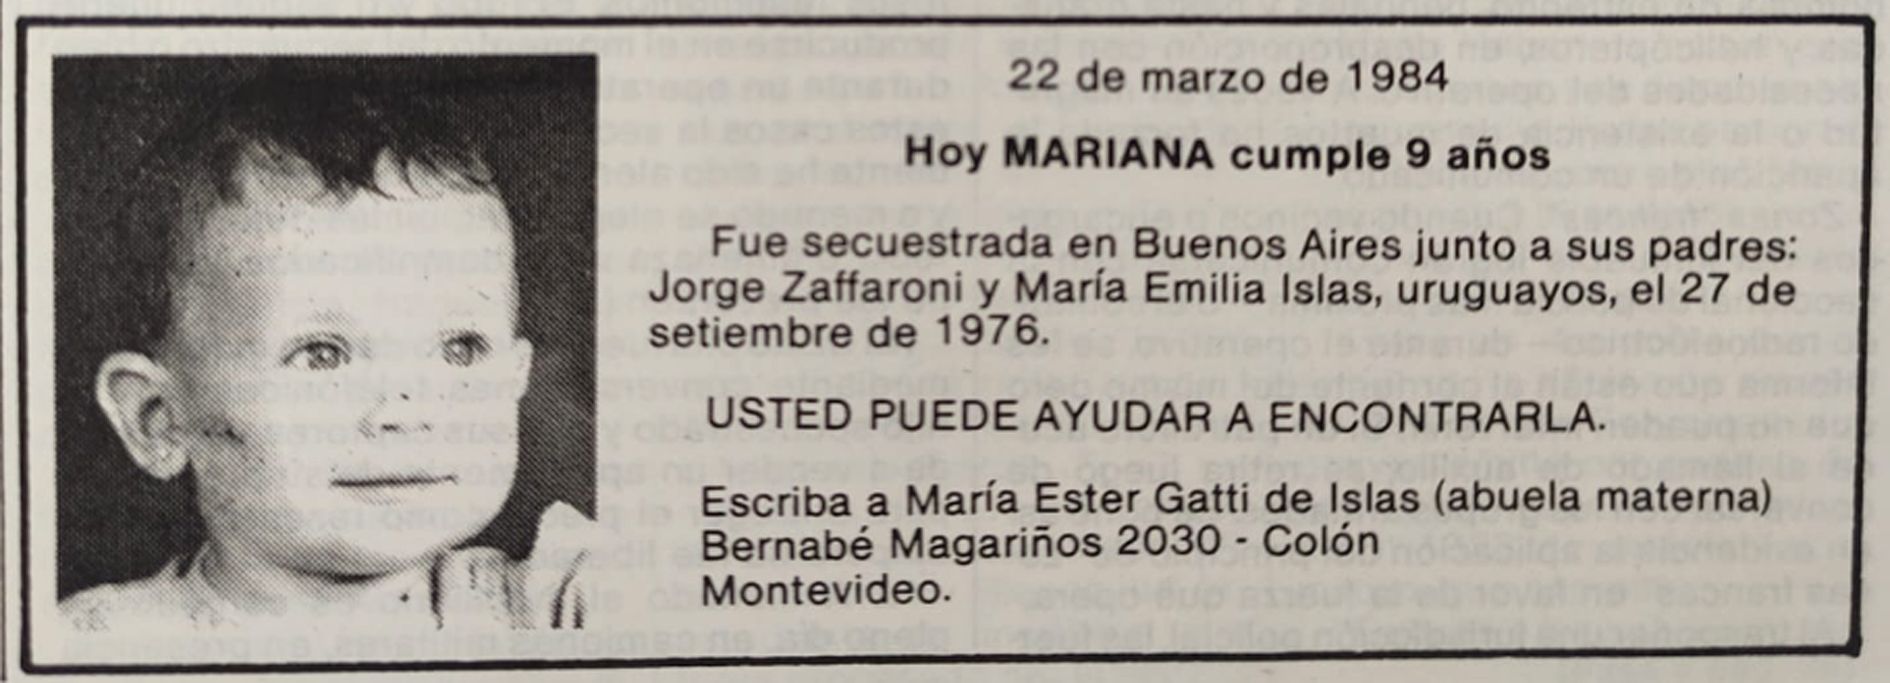 22 de marzo de 1984
Hoy MARIANA cumple 9 años
Fue secuestrada en Buenos Aires junto a sus padres:
Jorge Zaffaroni y María Emilia Islas, uruguayos, el 27 de
setiembre de 1976.
USTED PUEDE AYUDAR A ENCONTRARLA.
Escriba a María Ester Gatti de Islas (abuela materna)
Bernabé Magariños 2030 - Colón
Montevideo.